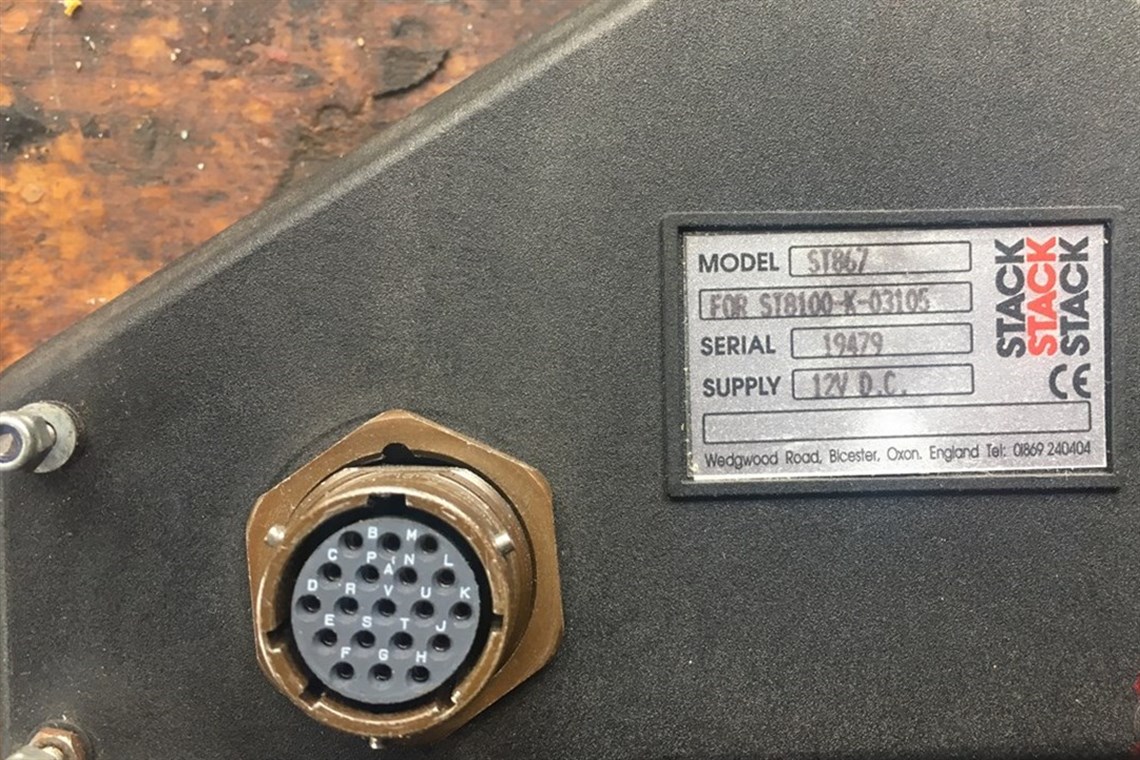 MODEL ST867
FOR ST8100-K-03105
SERIAL 19479
SUPPLY 12V D.C.
Wedgwood Road, Bicester, Oxon. England Tel: 01869 240404
STACK
STACK
STACK
CE
B M
C P A N L
D R V U K
E S T J
F G H